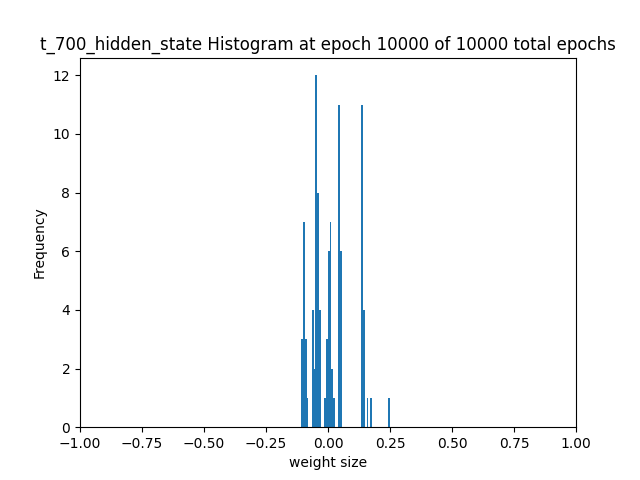 t_700_hidden_state Histogram at epoch 10000 of 10000 total epochs
12
10
8
6
4
2
0
Frequency
−1.00 −0.75 −0.50 −0.25 0.00 0.25 0.50 0.75 1.00
weight size